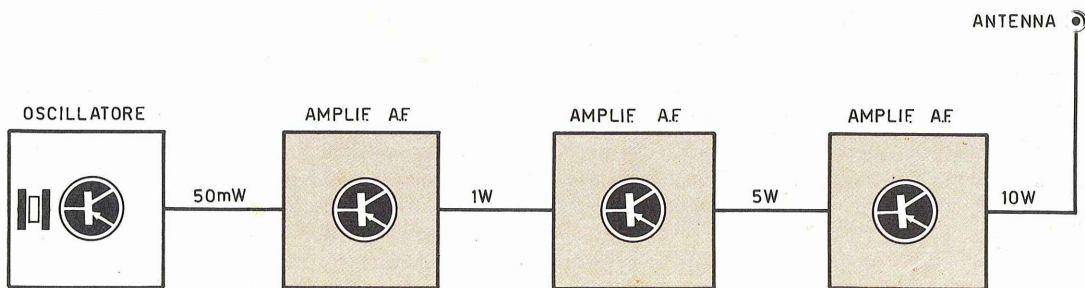 ANTENNA
OSCILLATORE
AMPLIF. A.F.
AMPLIF. A.F.
AMPLIF. A.F.
50mW
1W
5W
10W